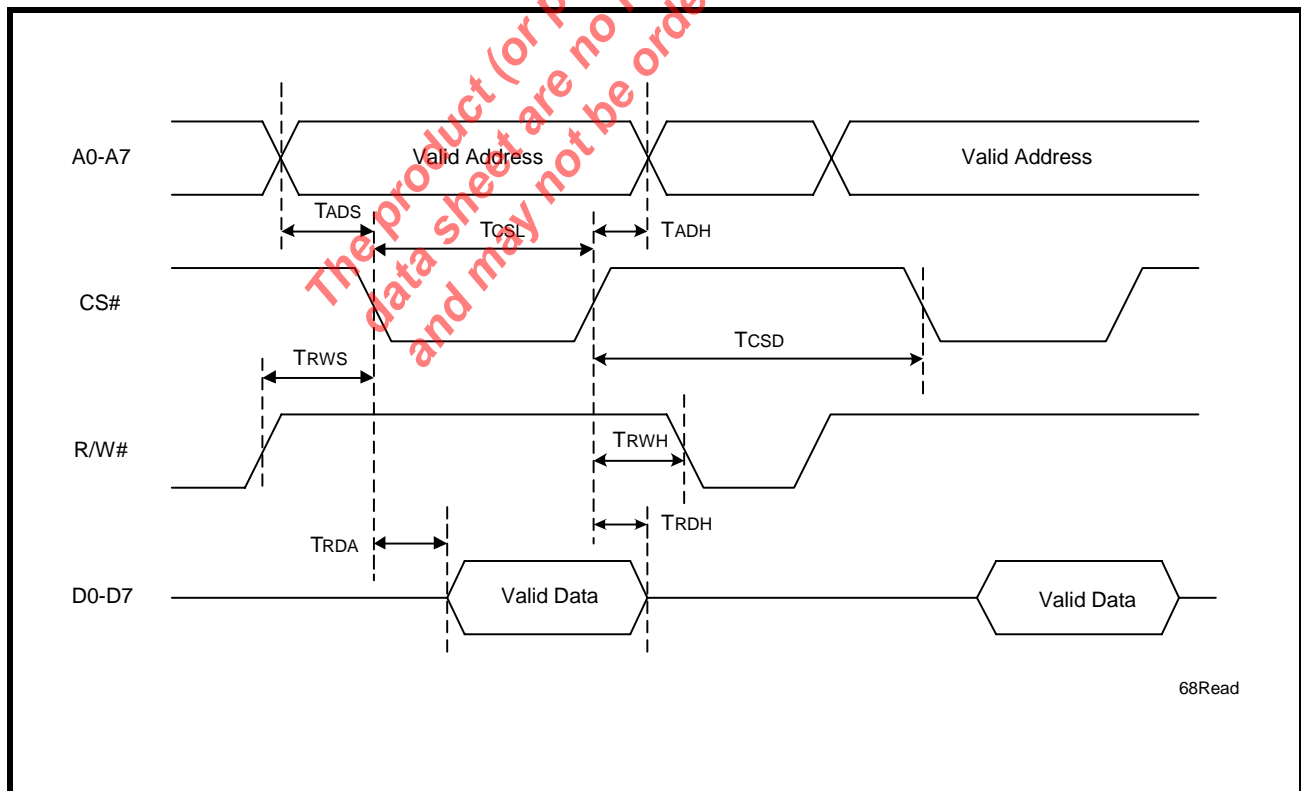 The product (or
data sheet are no
and may not be orde
A0-A7
Valid Address
Valid Address
TADS
TCSL
TADH
CS#
TRWS
TCSD
R/W#
TRWH
TRDA
TRDH
D0-D7
Valid Data
Valid Data
68Read